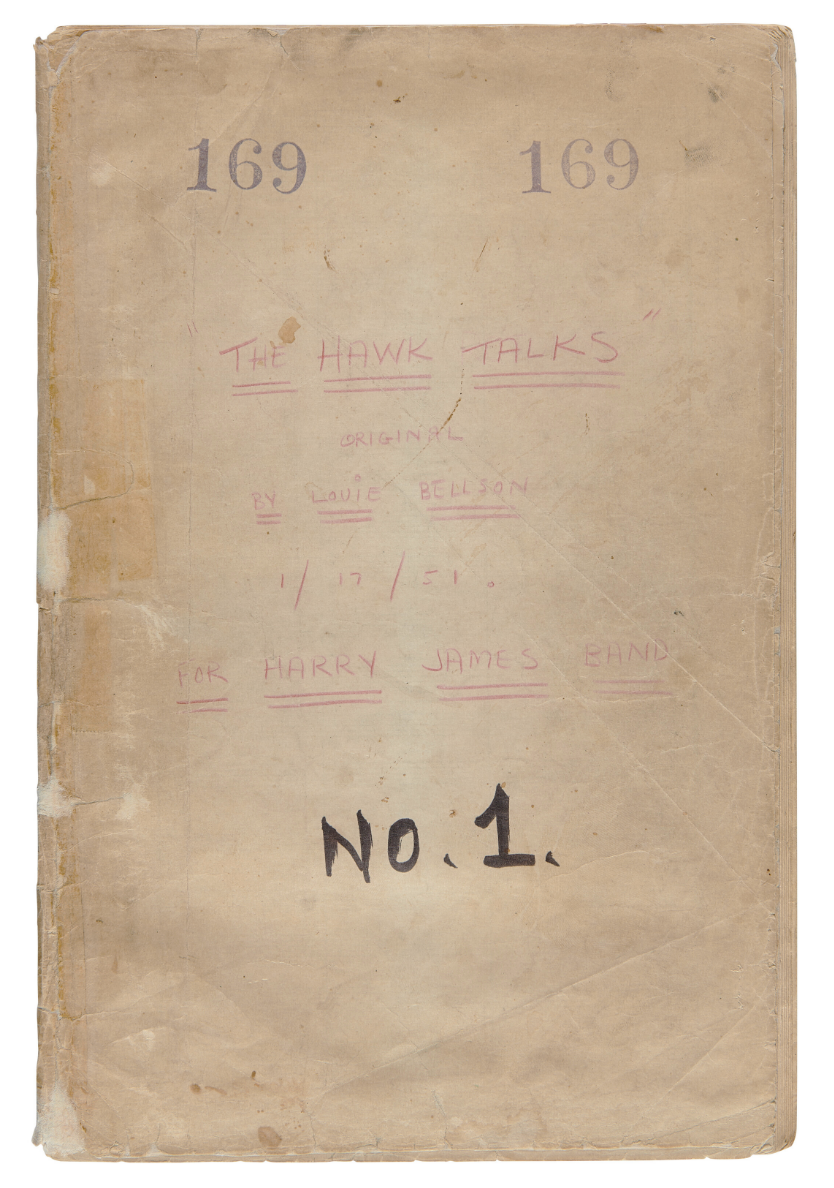 169 169
"THE HAWK TALKS"
ORIGINAL
BY LOUIE BELLSON
1/17/51.
FOR HARRY JAMES BAND
NO.1.